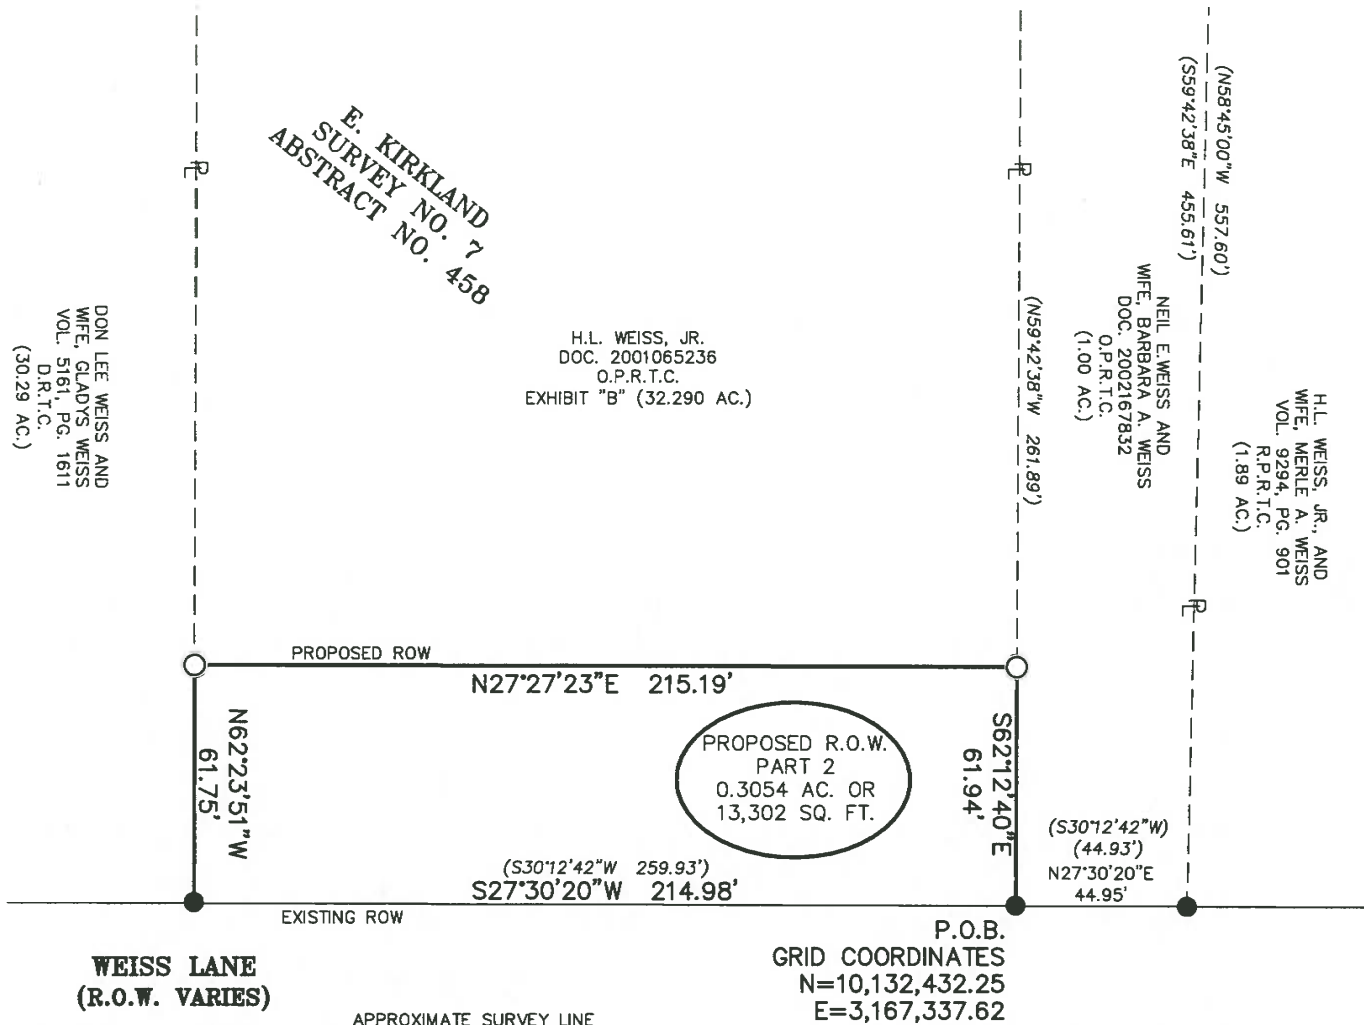 (N58°45'00"W 557.60')
(S59°42'38"E 455.61')
E. KIRKLAND
SURVEY NO. 7
ABSTRACT NO. 458
PL
PL
DON LEE WEISS AND
WIFE, GLADYS WEISS
VOL. 5161, PG. 1611
D.R.T.C.
(30.29 AC.)
H.L. WEISS, JR.
DOC. 2001065236
O.P.R.T.C.
EXHIBIT "B" (32.290 AC.)
(N59°42'38"W 261.89')
NEIL E.WEISS AND
WIFE, BARBARA A. WEISS
DOC. 2002167832
O.P.R.T.C.
(1.00 AC.)
H.L. WEISS, JR., AND
WIFE, MERLE A. WEISS
VOL. 9294, PG. 901
R.P.R.T.C.
(1.89 AC.)
PL
PROPOSED ROW
N27°27'23"E 215.19'
N62°23'51"W
61.75'
PROPOSED R.O.W.
PART 2
0.3054 AC. OR
13,302 SQ. FT.
S62°12'40"E
61.94'
(S30°12'42"W)
(44.93')
N27°30'20"E
44.95'
(S30°12'42"W 259.93')
S27°30'20"W 214.98'
EXISTING ROW
P.O.B.
GRID COORDINATES
N=10,132,432.25
E=3,167,337.62
WEISS LANE
(R.O.W. VARIES)
APPROXIMATE SURVEY LINE